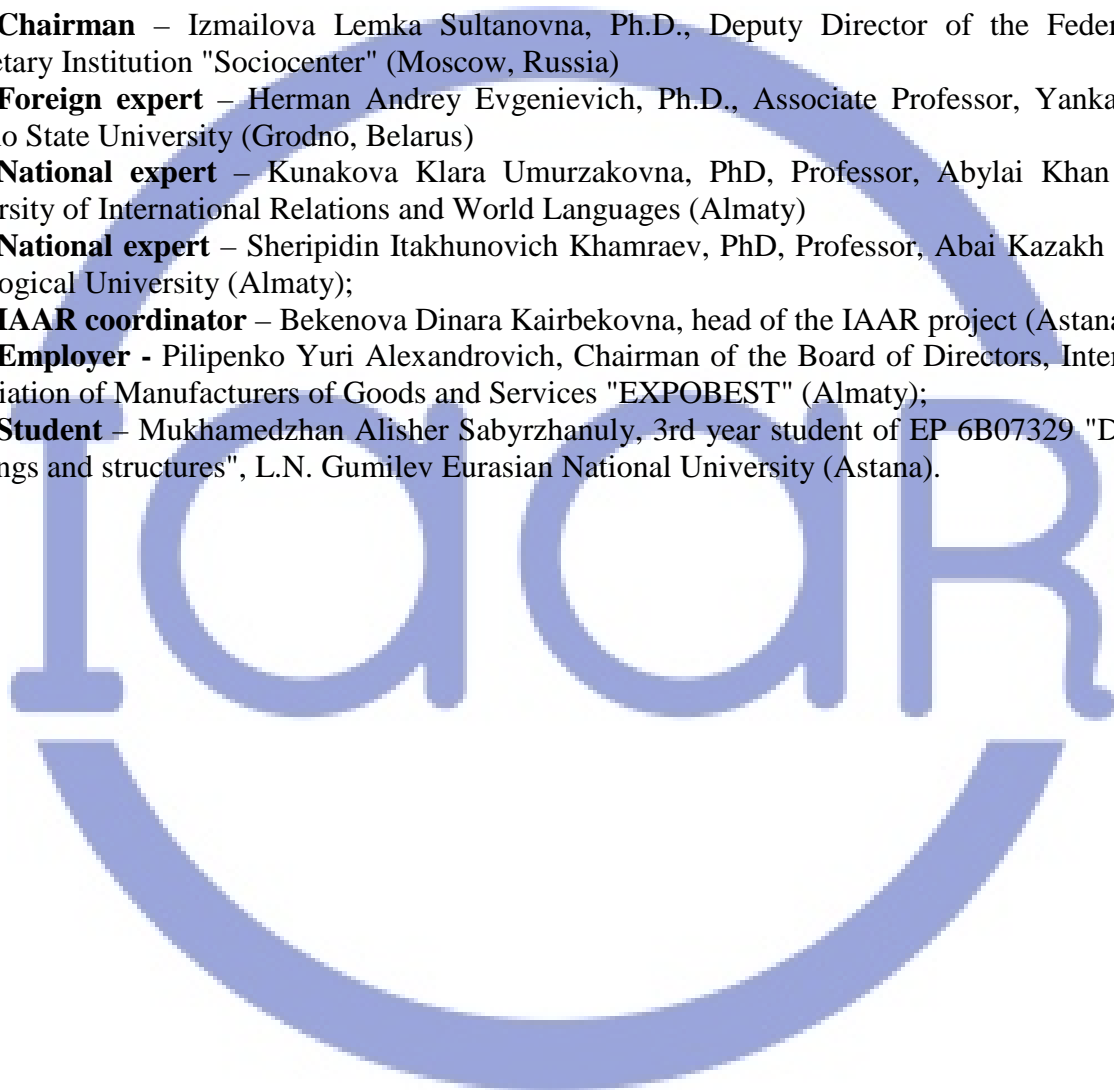 Chairman – Izmailova Lemka Sultanovna, Ph.D., Deputy Director of the Feder
etary Institution "Sociocenter" (Moscow, Russia)
Foreign expert – Herman Andrey Evgenievich, Ph.D., Associate Professor, Yanka
o State University (Grodno, Belarus)
National expert – Kunakova Klara Umurzakovna, PhD, Professor, Abylai Khan
rsity of International Relations and World Languages (Almaty)
National expert – Sheripidin Itakhunovich Khamraev, PhD, Professor, Abai Kazakh
ogical University (Almaty);
IAAR coordinator – Bekenova Dinara Kairbekovna, head of the IAAR project (Astana
Employer - Pilipenko Yuri Alexandrovich, Chairman of the Board of Directors, Inter
iation of Manufacturers of Goods and Services "EXPOBEST" (Almaty);
Student – Mukhamedzhan Alisher Sabyrzhanuly, 3rd year student of EP 6B07329 "D
ngs and structures", L.N. Gumilev Eurasian National University (Astana).
IaaR